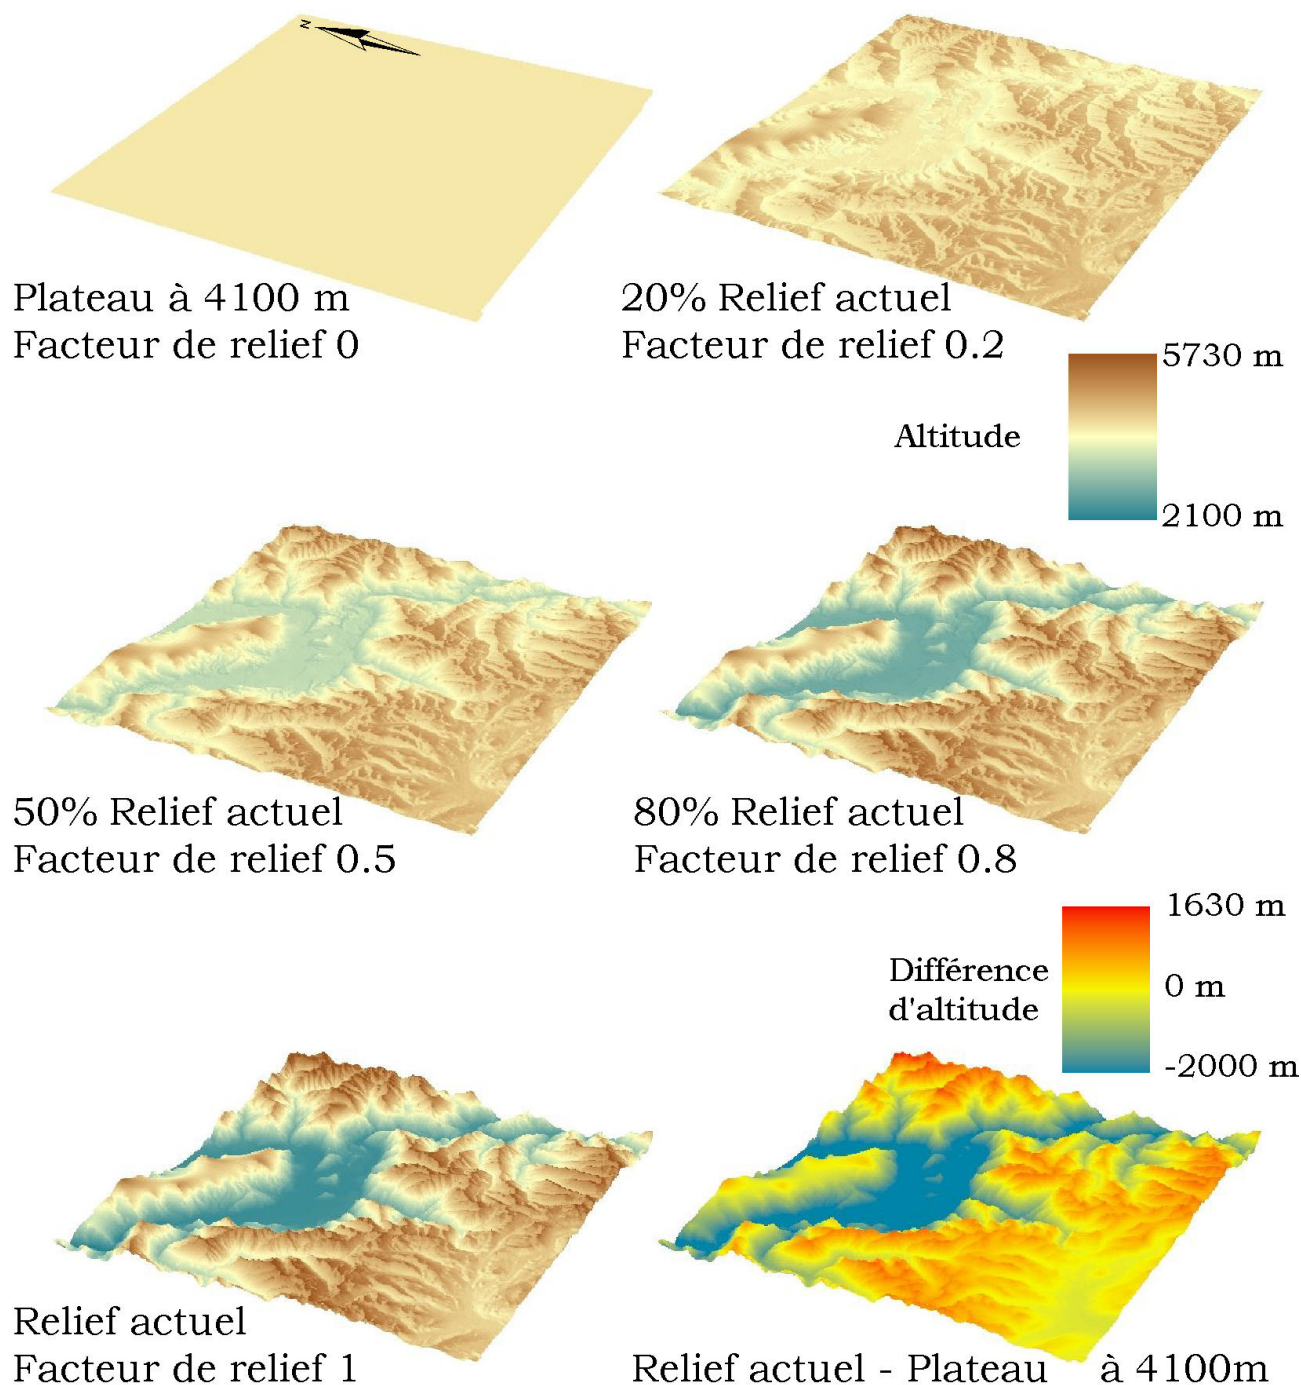 N
Plateau à 4100 m
Facteur de relief 0
20% Relief actuel
Facteur de relief 0.2
5730 m
Altitude
2100 m
50% Relief actuel
Facteur de relief 0.5
80% Relief actuel
Facteur de relief 0.8
1630 m
Différence
d'altitude
0 m
-2000 m
Relief actuel
Facteur de relief 1
Relief actuel - Plateau à 4100m